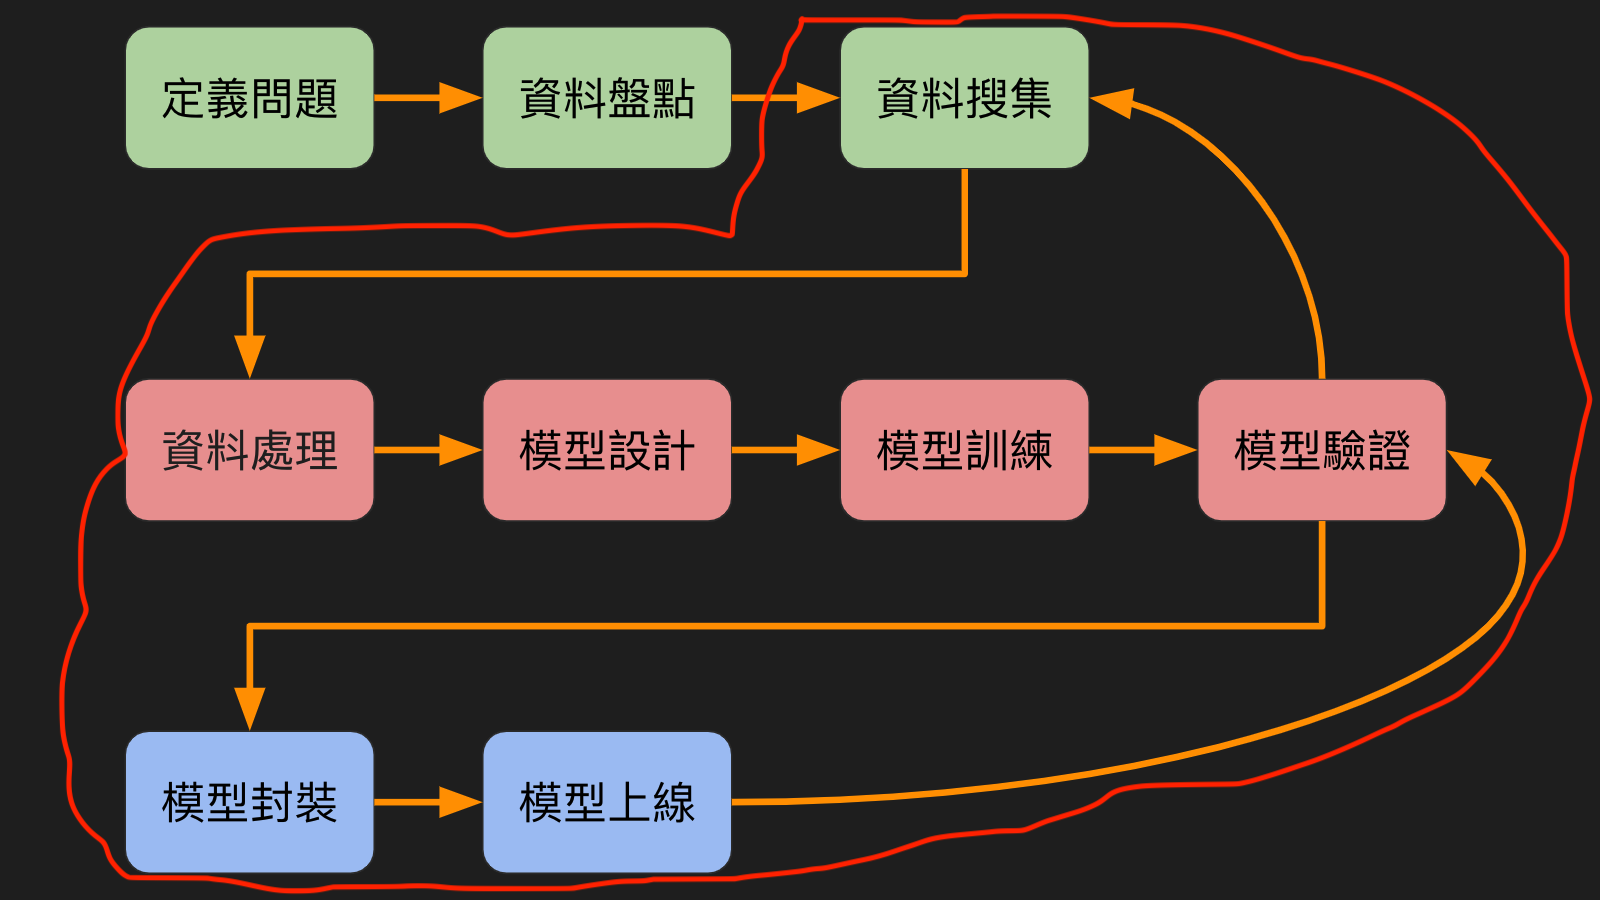 定義問題
資料盤點
資料搜集
資料處理
模型設計
模型訓練
模型驗證
模型封裝
模型上線